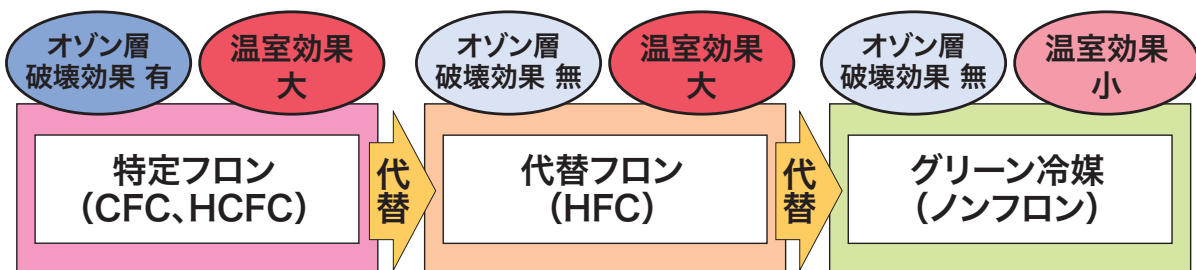 オゾン層
破壊効果 有
温室効果
大
オゾン層
破壊効果 無
温室効果
大
オゾン層
破壊効果 無
温室効果
小
特定フロン
(CFC、HCFC)
代替
代替フロン
(HFC)
代替
グリーン冷媒
(ノンフロン)